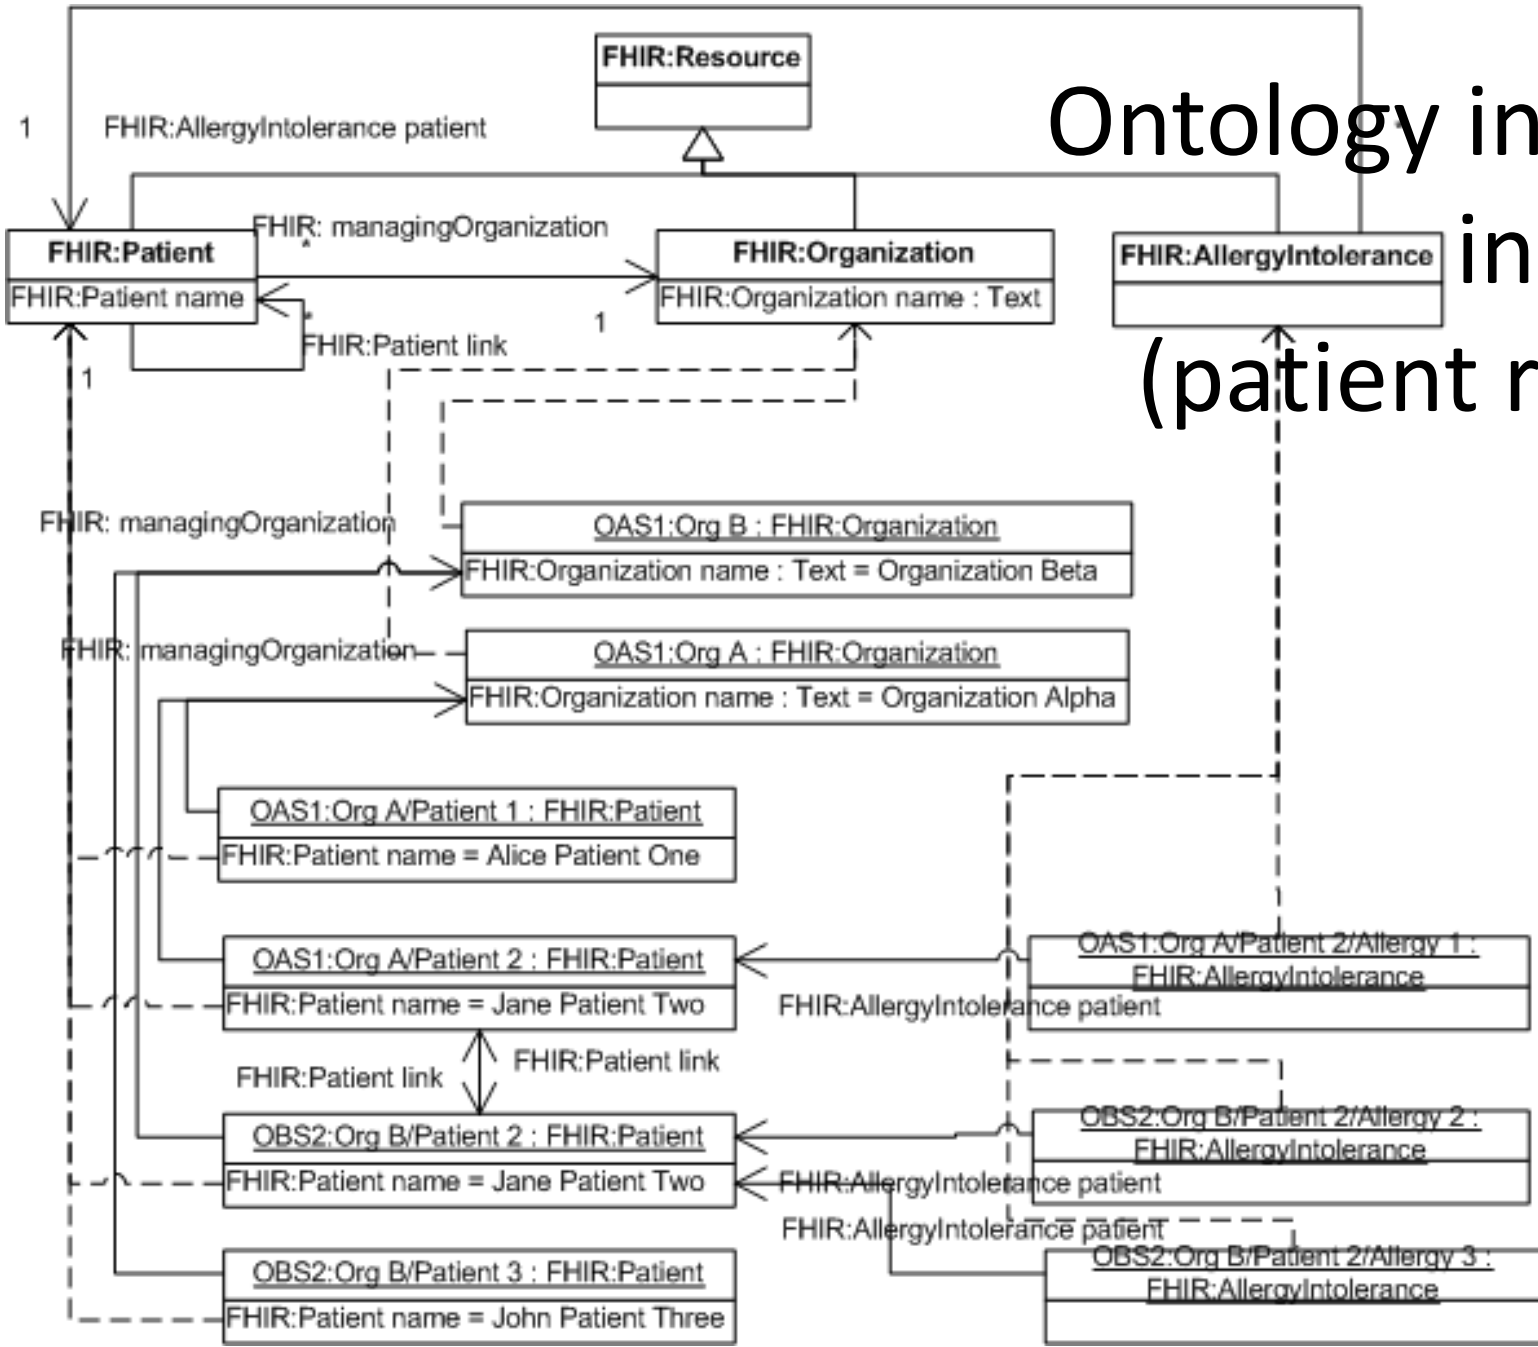 FHIR:Resource
Ontology in
1
FHIR:AllergyIntolerance patient
*
FHIR: managingOrganization
*
FHIR:Patient
FHIR:Organization
FHIR:AllergyIntolerance
in
FHIR:Patient name
FHIR:Organization name : Text
*
1
FHIR:Patient link
1
(patient r
FHIR: managingOrganization
OAS1:Org B : FHIR:Organization
FHIR:Organization name : Text = Organization Beta
FHIR: managingOrganization
OAS1:Org A : FHIR:Organization
FHIR:Organization name : Text = Organization Alpha
OAS1:Org A/Patient 1 : FHIR:Patient
FHIR:Patient name = Alice Patient One
OAS1:Org A/Patient 2 : FHIR:Patient
FHIR:Patient name = Jane Patient Two
OAS1:Org A/Patient 2/Allergy 1 :
FHIR:AllergyIntolerance
FHIR:AllergyIntolerance patient
FHIR:Patient link
FHIR:Patient link
OBS2:Org B/Patient 2 : FHIR:Patient
FHIR:Patient name = Jane Patient Two
OBS2:Org B/Patient 2/Allergy 2 :
FHIR:AllergyIntolerance
FHIR:AllergyIntolerance patient
FHIR:AllergyIntolerance patient
OBS2:Org B/Patient 3 : FHIR:Patient
FHIR:Patient name = John Patient Three
OBS2:Org B/Patient 2/Allergy 3 :
FHIR:AllergyIntolerance